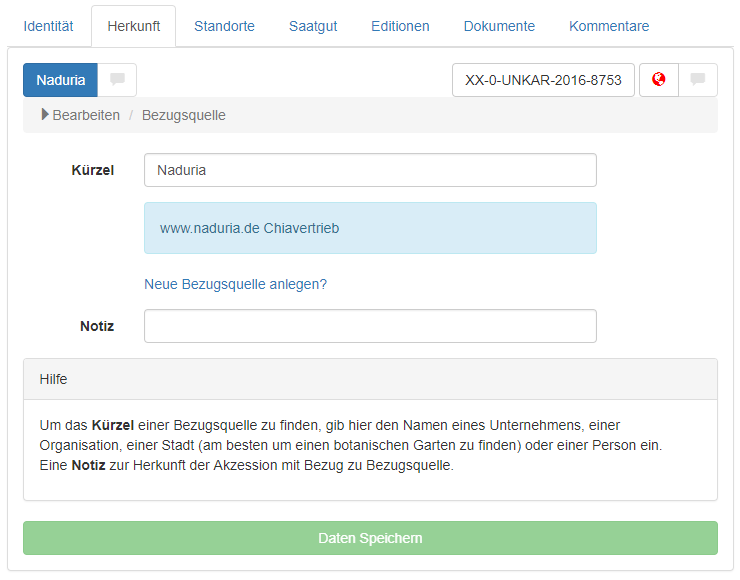 Identität Herkunft Standorte Saatgut Editionen Dokumente Kommentare
Naduria XX-0-UNKAR-2016-8753
Bearbeiten / Bezugsquelle
Kürzel Naduria
www.naduria.de Chiavertrieb
Neue Bezugsquelle anlegen?
Notiz
Hilfe
Um das Kürzel einer Bezugsquelle zu finden, gib hier den Namen eines Unternehmens, einer
Organisation, einer Stadt (am besten um einen botanischen Garten zu finden) oder einer Person ein.
Eine Notiz zur Herkunft der Akzession mit Bezug zu Bezugsquelle.
Daten Speichern